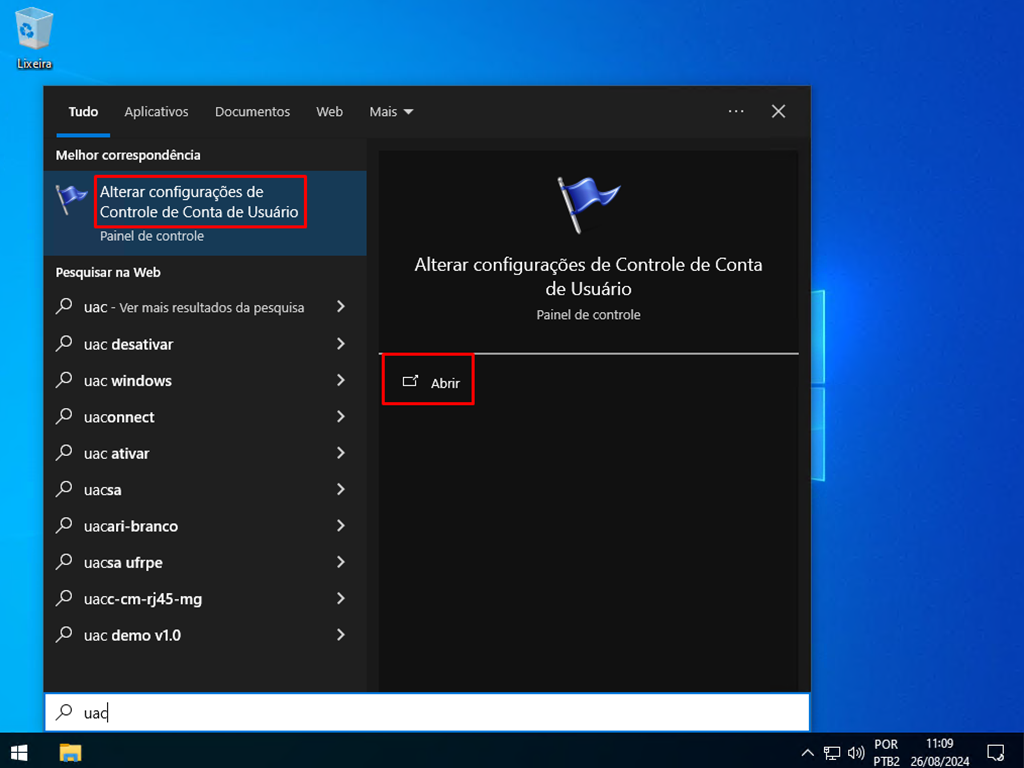 Lixeira
Tudo Aplicativos Documentos Web Mais
Melhor correspondência
Alterar configurações de
Controle de Conta de Usuário
Painel de controle
Pesquisar na Web
uac - Ver mais resultados da pesquisa
uac desativar
uac windows
uaconnect
uac ativar
uacsa
uacari-branco
uacsa ufrpe
uacc-cm-rj45-mg
uac demo v1.0
Alterar configurações de Controle de Conta
de Usuário
Painel de controle
Abrir
uac
POR
PTB2
11:09
26/08/2024